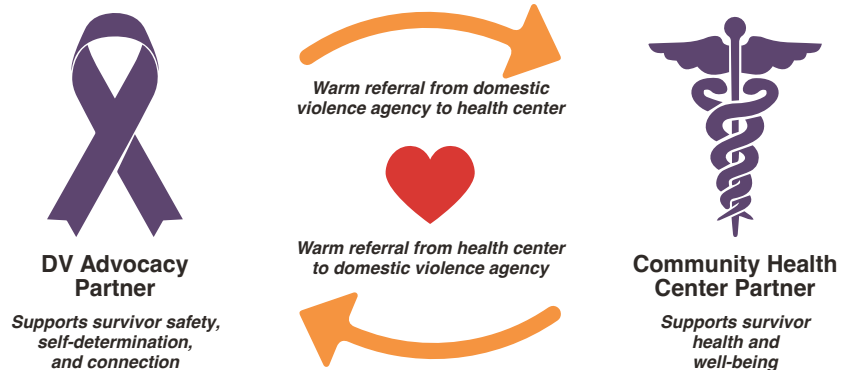 Warm referral from domestic
violence agency to health center
Warm referral from health center
to domestic violence agency
DV Advocacy
Partner
Supports survivor safety,
self-determination,
and connection
Community Health
Center Partner
Supports survivor
health and
well-being